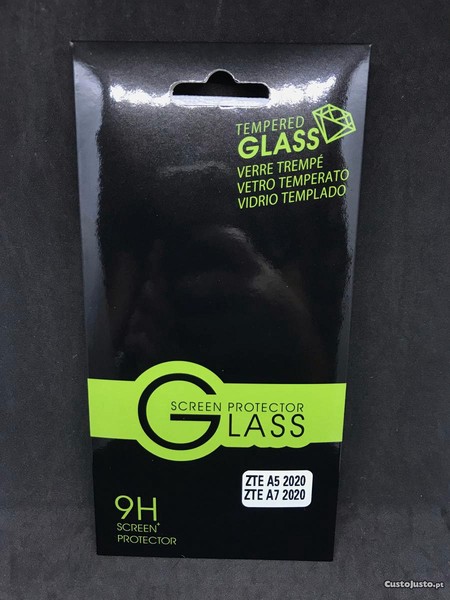 TEMPERED
GLASS
VERRE TREMPÉ
VETRO TEMPERATO
VIDRIO TEMPLADO
SCREEN PROTECTOR
GLASS
ZTE A5 2020
ZTE A7 2020
9H
SCREEN+
PROTECTOR
CustoJusto.pt